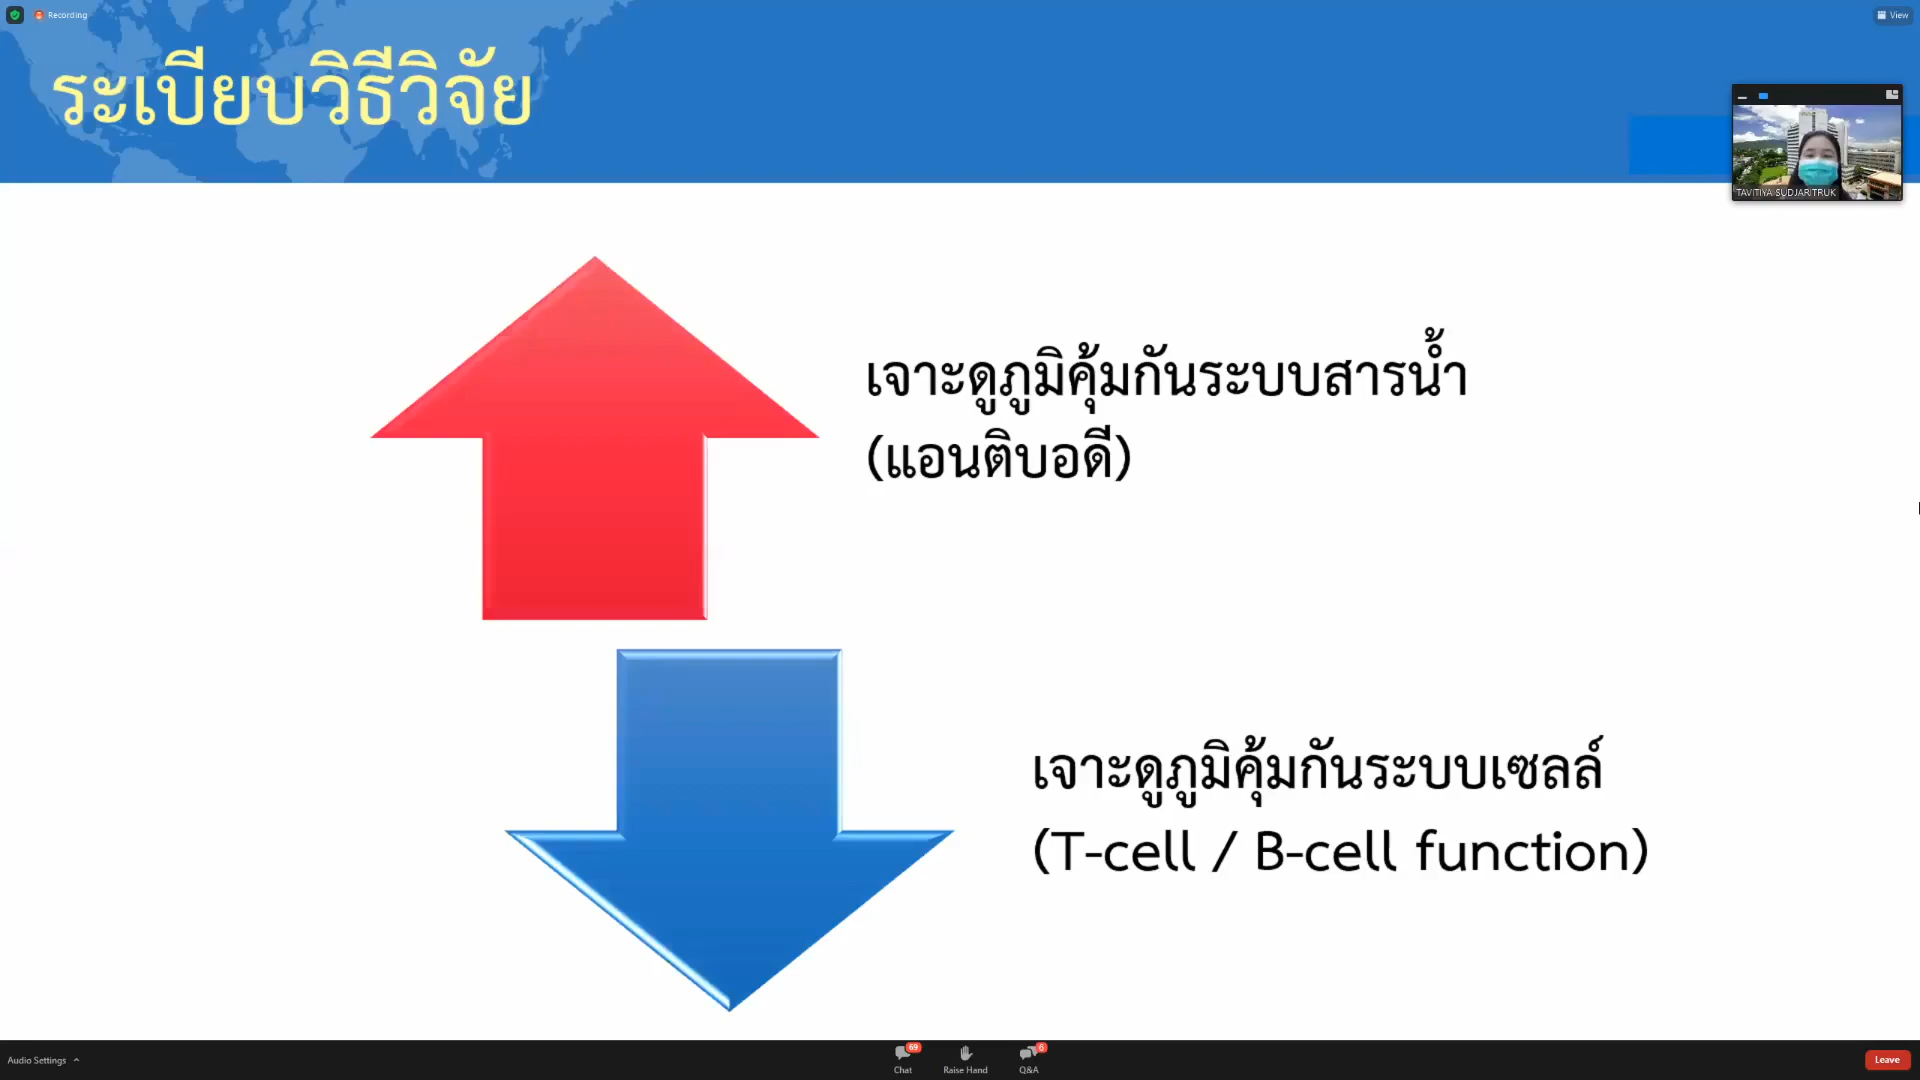 Recording
View
ระเบียบวิธีวิจัย
TAVITIYA SUDJARITRUK
เจาะดูภูมิคุ้มกันระบบสารน้ำ
(แอนติบอดี)
เจาะดูภูมิคุ้มกันระบบเซลล์
(T-cell / B-cell function)
Audio Settings
69
Chat
Raise Hand
6
Q&A
Leave